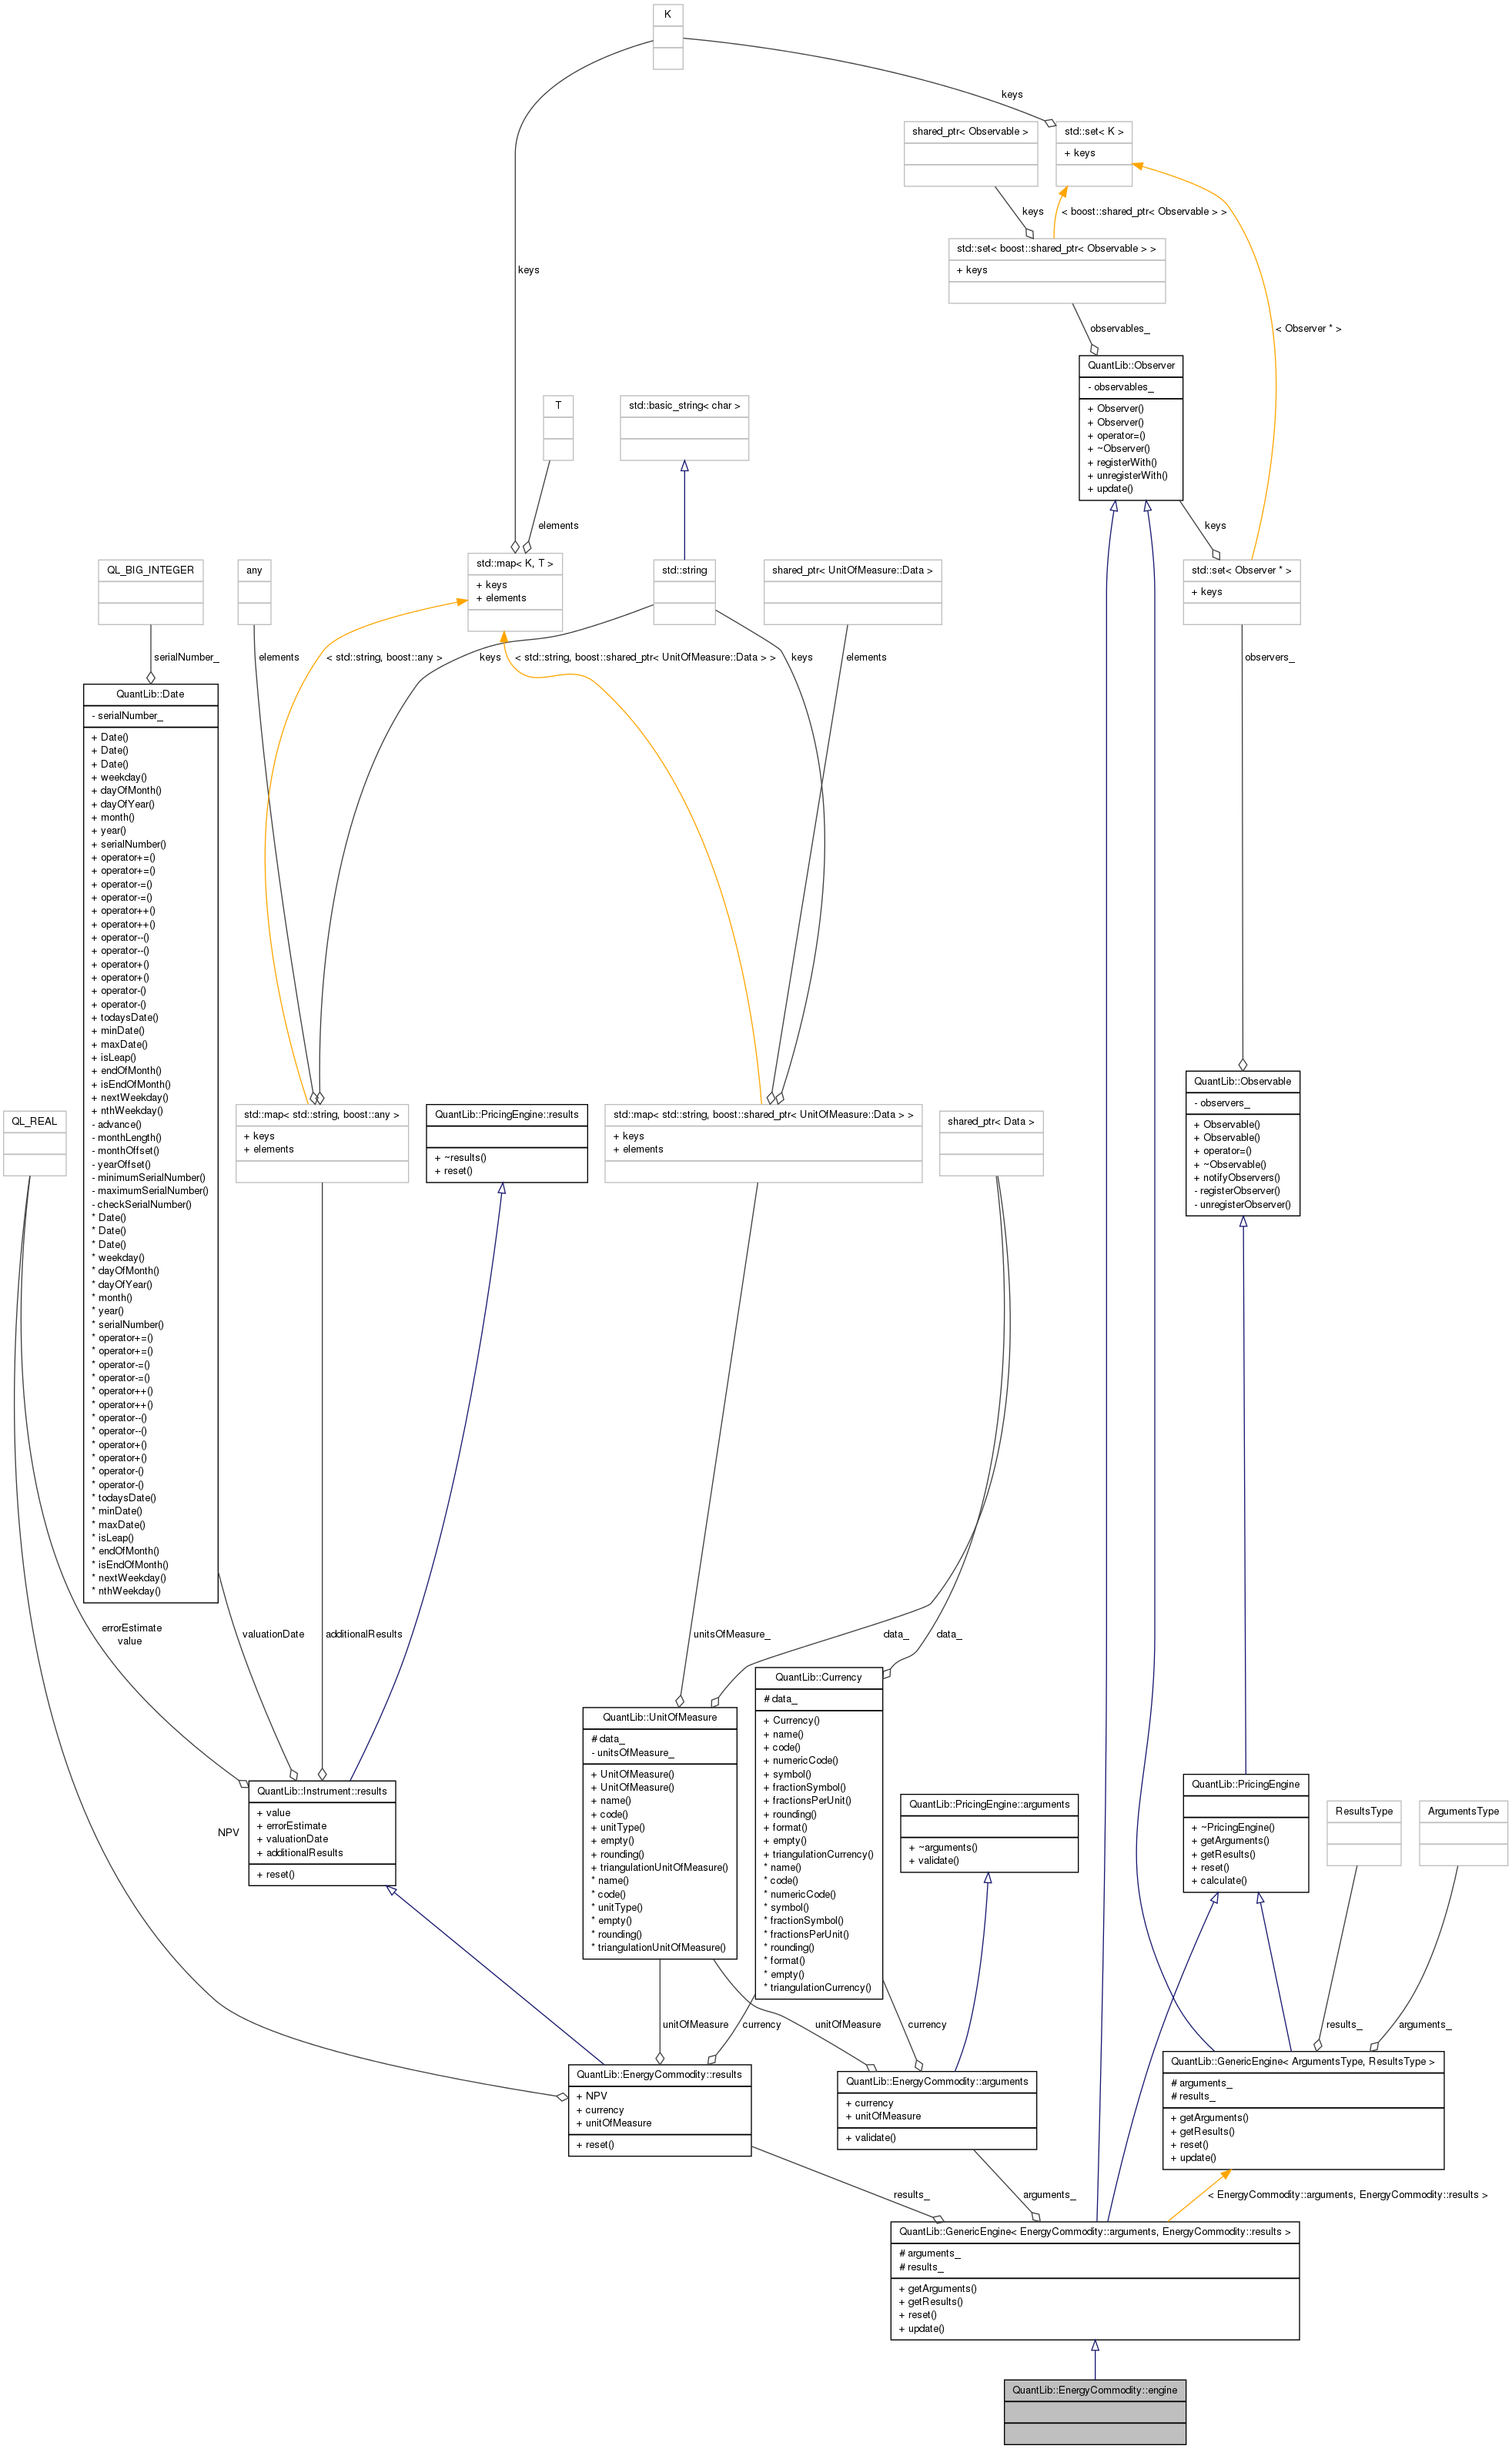 K
keys
shared_ptr< Observable >
std::set< K >
+ keys
keys
< boost::shared_ptr< Observable > >
std::set< boost::shared_ptr< Observable > >
+ keys
keys
observables_
< Observer * >
QuantLib::Observer
- observables_
+ Observer()
+ Observer()
+ operator=()
+ ~Observer()
+ registerWith()
+ unregisterWith()
+ update()
T
std::basic_string< char >
elements
keys
QL_BIG_INTEGER
any
std::map< K, T >
+ keys
+ elements
std::string
shared_ptr< UnitOfMeasure::Data >
std::set< Observer * >
+ keys
serialNumber_
elements
< std::string, boost::any >
keys
< std::string, boost::shared_ptr< UnitOfMeasure::Data > >
keys
elements
observers_
QuantLib::Date
- serialNumber_
+ Date()
+ Date()
+ Date()
+ weekday()
+ dayOfMonth()
+ dayOfYear()
+ month()
+ year()
+ serialNumber()
+ operator+=()
+ operator+=()
+ operator-=()
+ operator-=()
+ operator++()
+ operator++()
+ operator--()
+ operator--()
+ operator+()
+ operator+()
+ operator-()
+ operator-()
+ todaysDate()
+ minDate()
+ maxDate()
+ isLeap()
+ endOfMonth()
+ isEndOfMonth()
+ nextWeekday()
+ nthWeekday()
- advance()
- monthLength()
- monthOffset()
- yearOffset()
- minimumSerialNumber()
- maximumSerialNumber()
- checkSerialNumber()
* Date()
* Date()
* Date()
* weekday()
* dayOfMonth()
* dayOfYear()
* month()
* year()
* serialNumber()
* operator+=()
* operator+=()
* operator-=()
* operator-=()
* operator++()
* operator++()
* operator--()
* operator--()
* operator+()
* operator+()
* operator-()
* operator-()
* todaysDate()
* minDate()
* maxDate()
* isLeap()
* endOfMonth()
* isEndOfMonth()
* nextWeekday()
* nthWeekday()
QL_REAL
std::map< std::string, boost::any >
+ keys
+ elements
QuantLib::PricingEngine::results
+ ~results()
+ reset()
std::map< std::string, boost::shared_ptr< UnitOfMeasure::Data > >
+ keys
+ elements
shared_ptr< Data >
QuantLib::Observable
- observers_
+ Observable()
+ Observable()
+ operator=()
+ ~Observable()
+ notifyObservers()
- registerObserver()
- unregisterObserver()
errorEstimate
value
valuationDate
additionalResults
unitsOfMeasure_
data_
data_
QuantLib::Instrument::results
+ value
+ errorEstimate
+ valuationDate
+ additionalResults
+ reset()
NPV
QuantLib::UnitOfMeasure
# data_
- unitsOfMeasure_
+ UnitOfMeasure()
+ UnitOfMeasure()
+ name()
+ code()
+ unitType()
+ empty()
+ rounding()
+ triangulationUnitOfMeasure()
* name()
* code()
* unitType()
* empty()
* rounding()
* triangulationUnitOfMeasure()
QuantLib::Currency
# data_
+ Currency()
+ name()
+ code()
+ numericCode()
+ symbol()
+ fractionSymbol()
+ fractionsPerUnit()
+ rounding()
+ format()
+ empty()
+ triangulationCurrency()
* name()
* code()
* numericCode()
* symbol()
* fractionSymbol()
* fractionsPerUnit()
* rounding()
* format()
* empty()
* triangulationCurrency()
QuantLib::PricingEngine::arguments
+ ~arguments()
+ validate()
QuantLib::PricingEngine
+ ~PricingEngine()
+ getArguments()
+ getResults()
+ reset()
+ calculate()
ResultsType
ArgumentsType
unitOfMeasure
currency
unitOfMeasure
currency
results_
arguments_
QuantLib::EnergyCommodity::results
+ NPV
+ currency
+ unitOfMeasure
+ reset()
QuantLib::EnergyCommodity::arguments
+ currency
+ unitOfMeasure
+ validate()
QuantLib::GenericEngine< ArgumentsType, ResultsType >
# arguments_
# results_
+ getArguments()
+ getResults()
+ reset()
+ update()
results_
arguments_
< EnergyCommodity::arguments, EnergyCommodity::results >
QuantLib::GenericEngine< EnergyCommodity::arguments, EnergyCommodity::results >
# arguments_
# results_
+ getArguments()
+ getResults()
+ reset()
+ update()
QuantLib::EnergyCommodity::engine